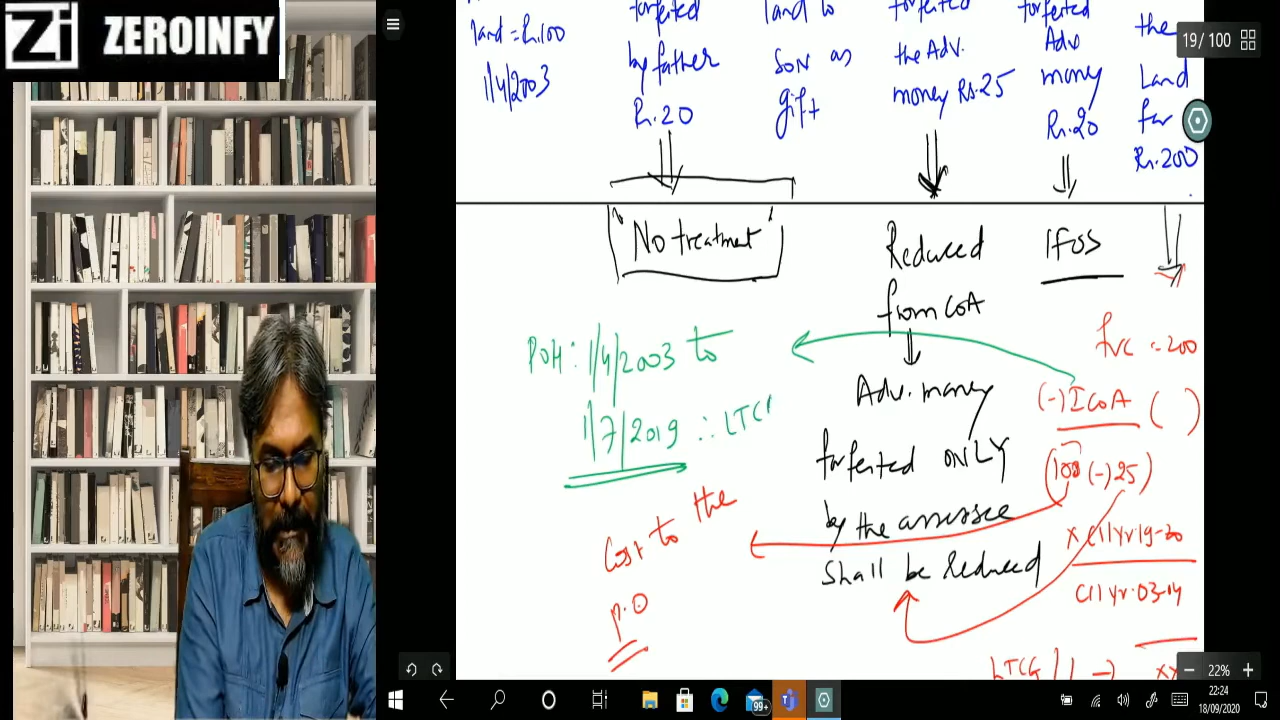 Zi ZEROINFY
19 / 100
land = Rs.100
1/4/2003
forfeited
by father
Rs.20
land to
SON as
gift
forfeited
the Adv.
money Rs.25
forfeited
Adv
money
Rs.20
the
Land
for
Rs.200
"No treatment"
Reduced
from CoA
Adv. money
forfeited ONLY
by the assessee
shall be Reduced
IFOS
fvc = 200
(-) ICoA ( )
(100 (-) 25)
x CII yr 19-20
CII yr. 03-04
LTCG
xx
POH: 1/4/2003 to
1/7/2019 ∴ LTC
Cost to the
P.O
22%
99+
22:24
18/09/2020